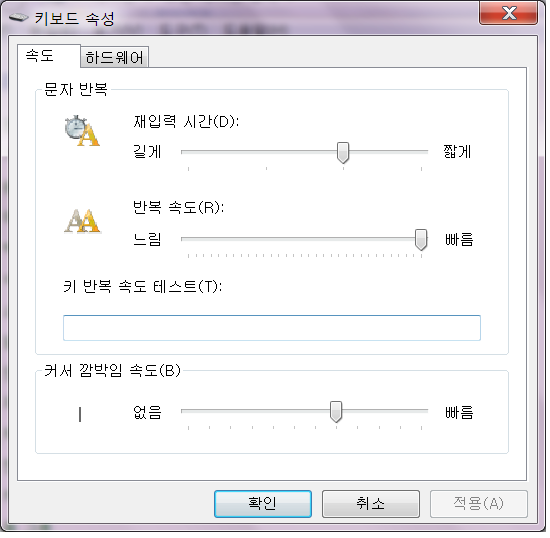 키보드 속성
속도
하드웨어
문자 반복
재입력 시간(D):
길게
짧게
반복 속도(R):
느림
빠름
키 반복 속도 테스트(T):
커서 깜박임 속도(B)
없음
빠름
확인
취소
적용(A)